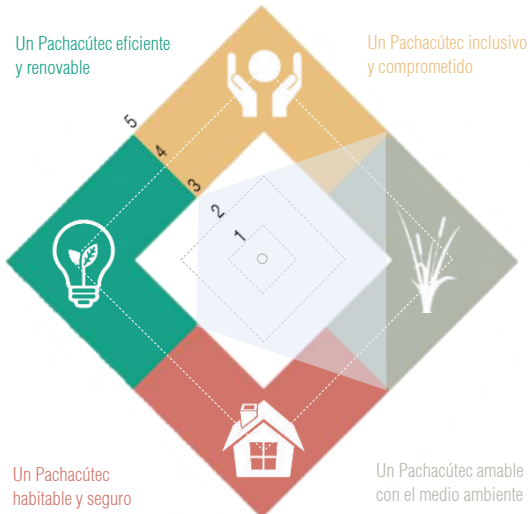 Un Pachacútec eficiente
y renovable
Un Pachacútec inclusivo
y comprometido
5
4
3
2
1
Un Pachacútec
habitable y seguro
Un Pachacútec amable
con el medio ambiente